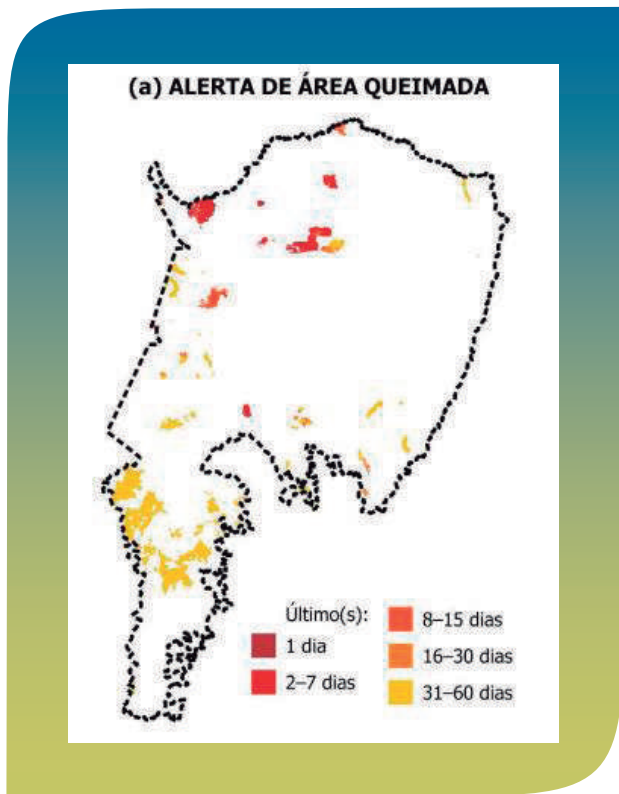 (a) ALERTA DE ÁREA QUEIMADA
Último(s):
1 dia
2–7 dias
8–15 dias
16–30 dias
31–60 dias